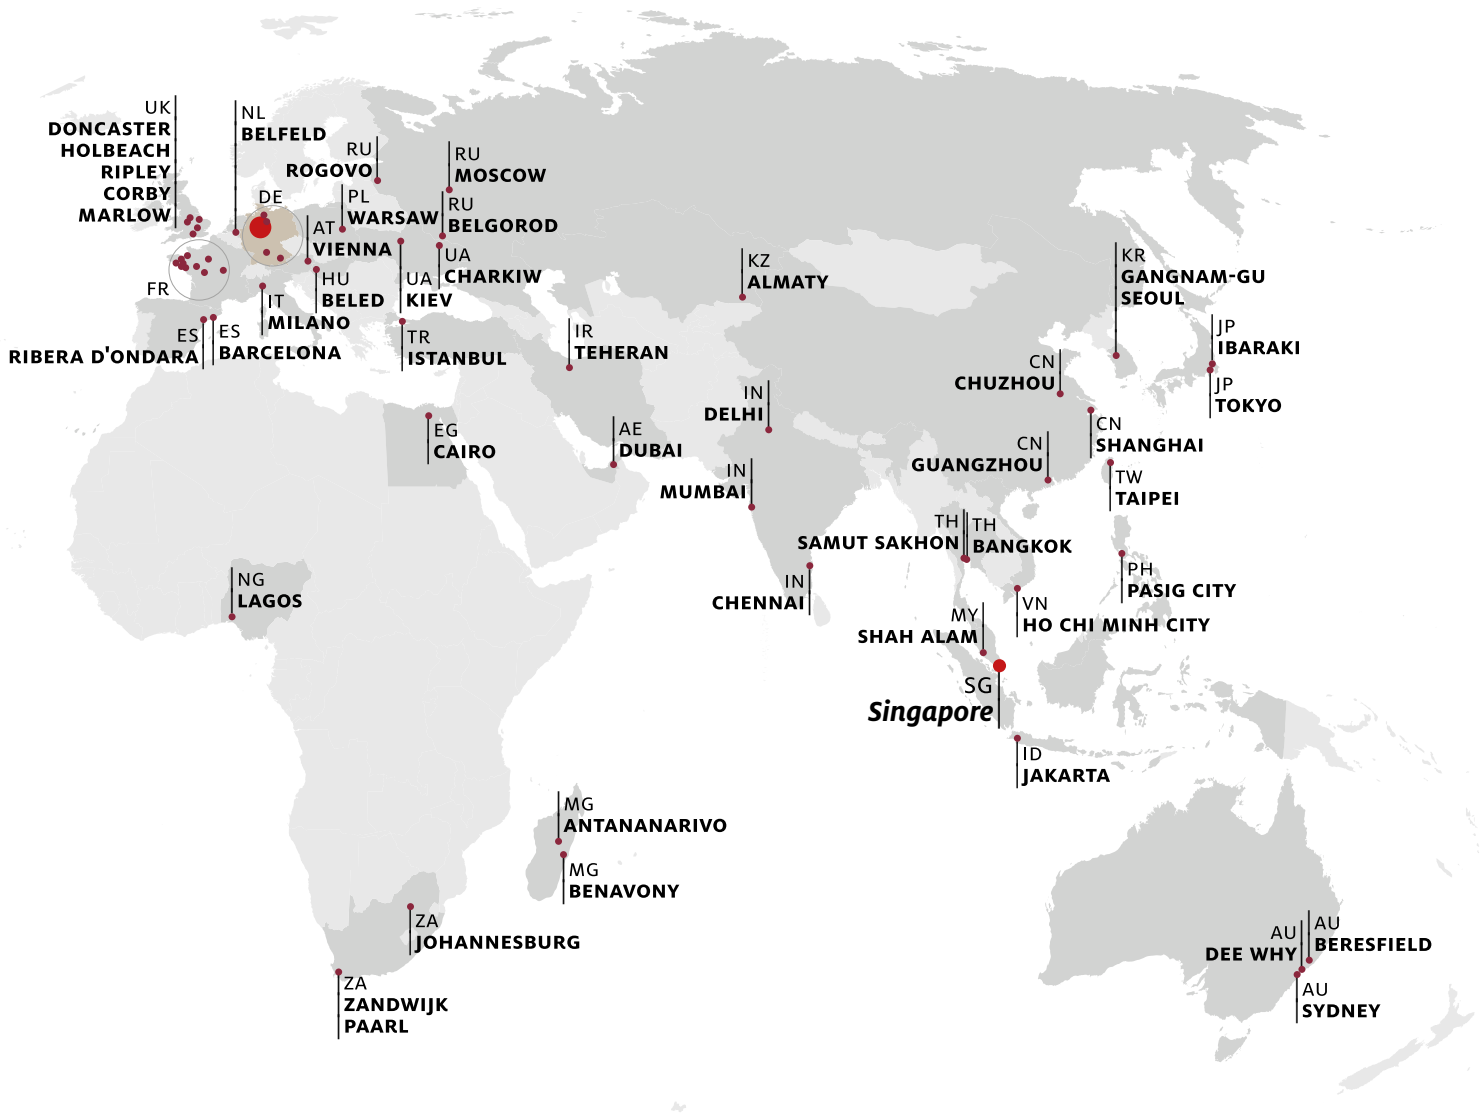 UK
DONCASTER
HOLBEACH
RIPLEY
CORBY
MARLOW
NL
BELFELD
DE
FR
RU
ROGOVO
RU
MOSCOW
PL
WARSAW
RU
BELGOROD
AT
VIENNA
UA
CHARKIW
HU
BELED
UA
KIEV
IT
MILANO
ES
RIBERA D'ONDARA
ES
BARCELONA
TR
ISTANBUL
IR
TEHERAN
KZ
ALMATY
KR
GANGNAM-GU
SEOUL
JP
IBARAKI
JP
TOKYO
CN
CHUZHOU
CN
SHANGHAI
CN
GUANGZHOU
TW
TAIPEI
IN
DELHI
AE
DUBAI
EG
CAIRO
IN
MUMBAI
TH
SAMUT SAKHON
TH
BANGKOK
PH
PASIG CITY
IN
CHENNAI
VN
HO CHI MINH CITY
MY
SHAH ALAM
NG
LAGOS
SG
Singapore
ID
JAKARTA
MG
ANTANANARIVO
MG
BENAVONY
ZA
JOHANNESBURG
ZA
ZANDWIJK
PAARL
AU
DEE WHY
AU
BERESFIELD
AU
SYDNEY